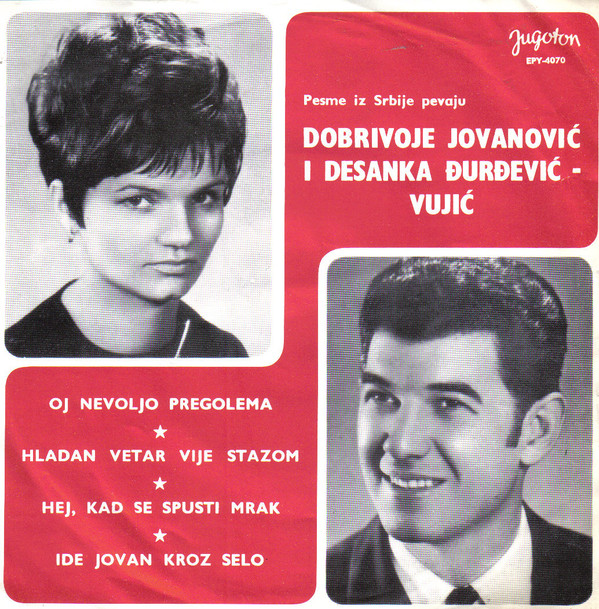 Jugoton
EPY-4070
Pesme iz Srbije pevaju
DOBRIVOJE JOVANOVIĆ
I DESANKA ĐURĐEVIĆ -
VUJIĆ
OJ NEVOLJO PREGOLEMA
★
HLADAN VETAR VIJE STAZOM
★
HEJ, KAD SE SPUSTI MRAK
★
IDE JOVAN KROZ SELO